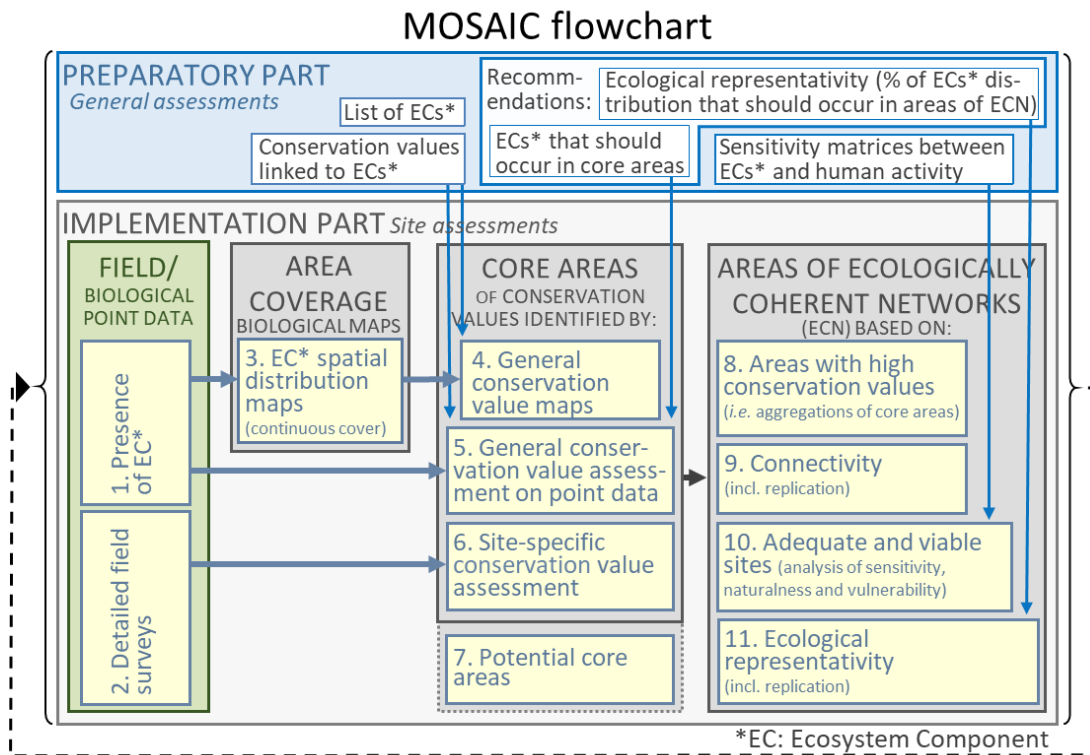 MOSAIC flowchart
PREPARATORY PART
General assessments
List of ECs*
Conservation values
linked to ECs*
Recomm-
endations:
Ecological representativity (% of ECs* dis-
tribution that should occur in areas of ECN)
ECs* that should
occur in core areas
Sensitivity matrices between
ECs* and human activity
IMPLEMENTATION PART Site assessments
FIELD/
BIOLOGICAL
POINT DATA
1. Presence
of EC*
2. Detailed field
surveys
AREA
COVERAGE
BIOLOGICAL MAPS
3. EC* spatial
distribution
maps
(continuous cover)
CORE AREAS
OF CONSERVATION
VALUES IDENTIFIED BY:
4. General
conservation
value maps
5. General conser-
vation value assess-
ment on point data
6. Site-specific
conservation value
assessment
7. Potential core
areas
AREAS OF ECOLOGICALLY
COHERENT NETWORKS
(ECN) BASED ON:
8. Areas with high
conservation values
(i.e. aggregations of core areas)
9. Connectivity
(incl. replication)
10. Adequate and viable
sites (analysis of sensitivity,
naturalness and vulnerability)
11. Ecological
representativity
(incl. replication)
*EC: Ecosystem Component